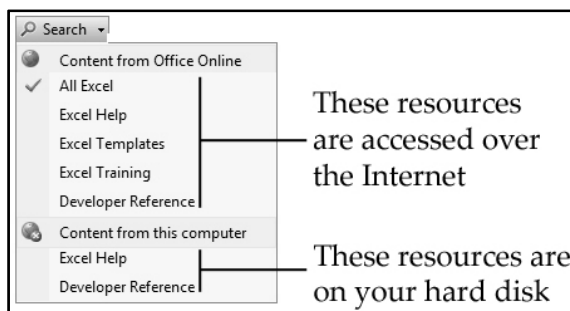 Search
Content from Office Online
All Excel
Excel Help
Excel Templates
Excel Training
Developer Reference
These resources
are accessed over
the Internet
Content from this computer
Excel Help
Developer Reference
These resources are
on your hard disk